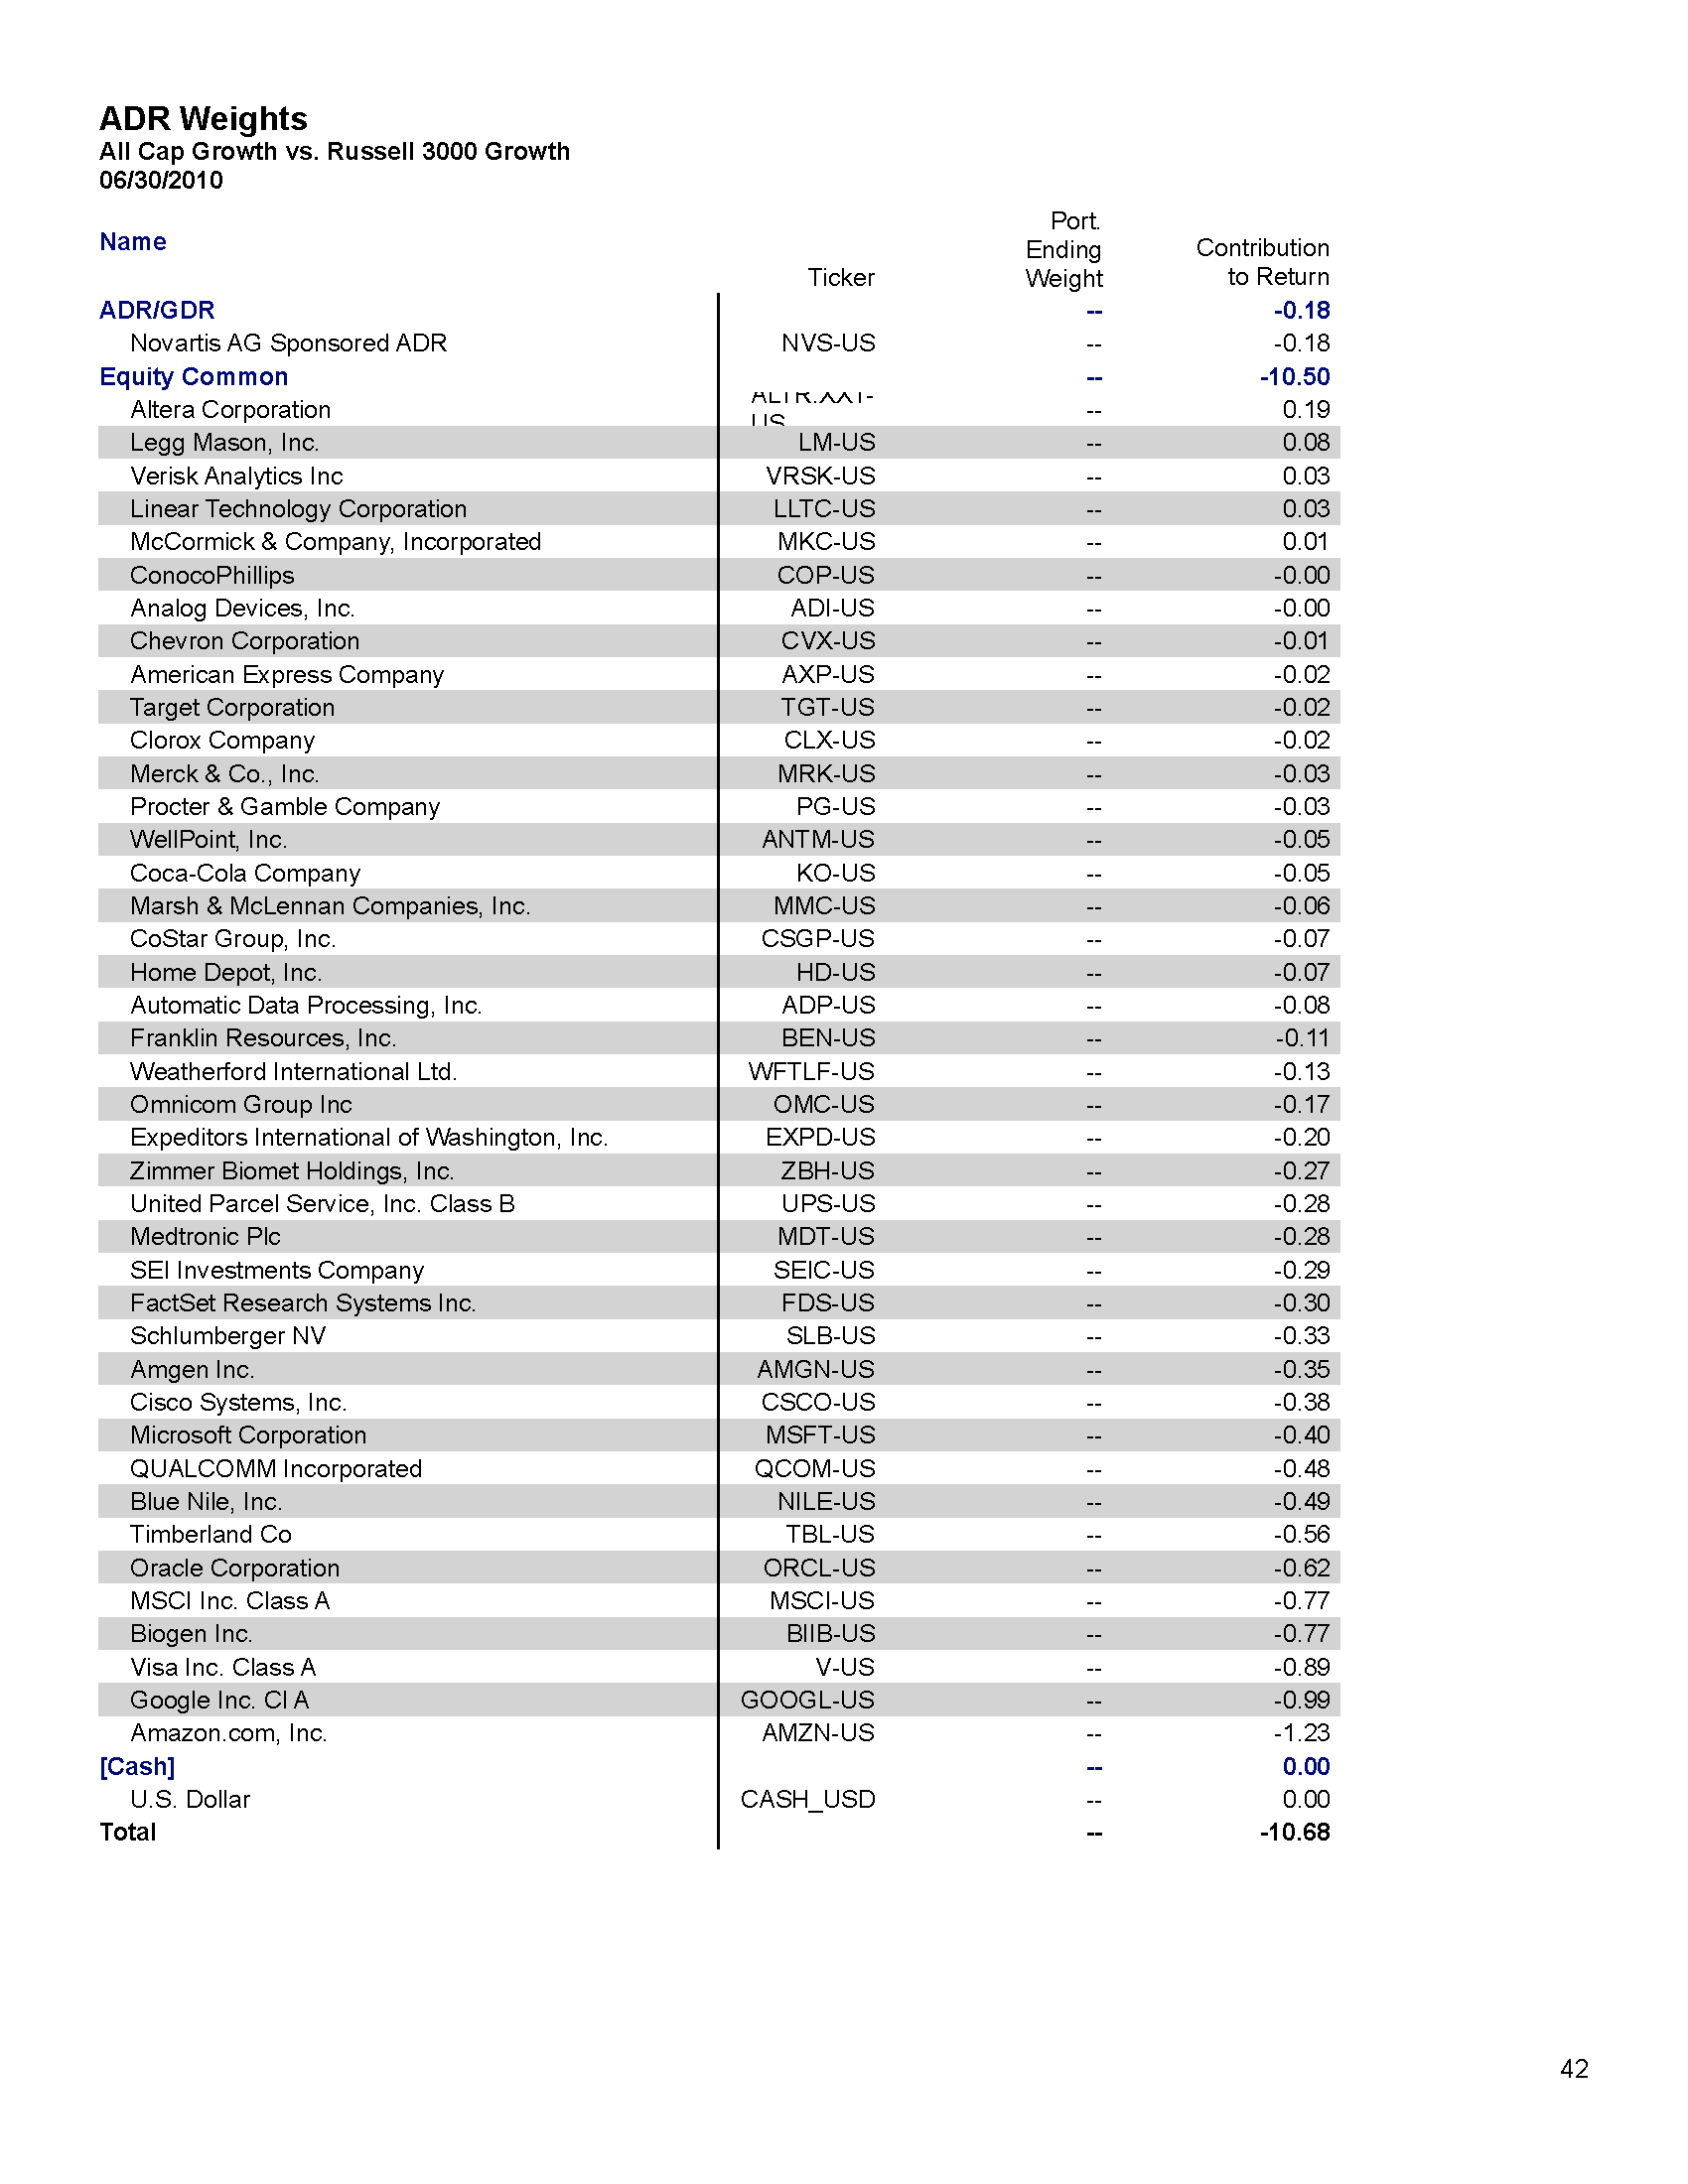 ADR Weights
All Cap Growth vs. Russell 3000 Growth
06/30/2010
Name Ticker Port. Ending Weight Contribution to Return
ADR/GDR -- -0.18
Novartis AG Sponsored ADR NVS-US -- -0.18
Equity Common -- -10.50
Altera Corporation -- 0.19
Legg Mason, Inc. LM-US -- 0.08
Verisk Analytics Inc VRSK-US -- 0.03
Linear Technology Corporation LLTC-US -- 0.03
McCormick & Company, Incorporated MKC-US -- 0.01
ConocoPhillips COP-US -- -0.00
Analog Devices, Inc. ADI-US -- -0.00
Chevron Corporation CVX-US -- -0.01
American Express Company AXP-US -- -0.02
Target Corporation TGT-US -- -0.02
Clorox Company CLX-US -- -0.02
Merck & Co., Inc. MRK-US -- -0.03
Procter & Gamble Company PG-US -- -0.03
WellPoint, Inc. ANTM-US -- -0.05
Coca-Cola Company KO-US -- -0.05
Marsh & McLennan Companies, Inc. MMC-US -- -0.06
CoStar Group, Inc. CSGP-US -- -0.07
Home Depot, Inc. HD-US -- -0.07
Automatic Data Processing, Inc. ADP-US -- -0.08
Franklin Resources, Inc. BEN-US -- -0.11
Weatherford International Ltd. WFTLF-US -- -0.13
Omnicom Group Inc OMC-US -- -0.17
Expeditors International of Washington, Inc. EXPD-US -- -0.20
Zimmer Biomet Holdings, Inc. ZBH-US -- -0.27
United Parcel Service, Inc. Class B UPS-US -- -0.28
Medtronic Plc MDT-US -- -0.28
SEI Investments Company SEIC-US -- -0.29
FactSet Research Systems Inc. FDS-US -- -0.30
Schlumberger NV SLB-US -- -0.33
Amgen Inc. AMGN-US -- -0.35
Cisco Systems, Inc. CSCO-US -- -0.38
Microsoft Corporation MSFT-US -- -0.40
QUALCOMM Incorporated QCOM-US -- -0.48
Blue Nile, Inc. NILE-US -- -0.49
Timberland Co TBL-US -- -0.56
Oracle Corporation ORCL-US -- -0.62
MSCI Inc. Class A MSCI-US -- -0.77
Biogen Inc. BIIB-US -- -0.77
Visa Inc. Class A V-US -- -0.89
Google Inc. Cl A GOOGL-US -- -0.99
Amazon.com, Inc. AMZN-US -- -1.23
[Cash] -- 0.00
U.S. Dollar CASH_USD -- 0.00
Total -- -10.68
42